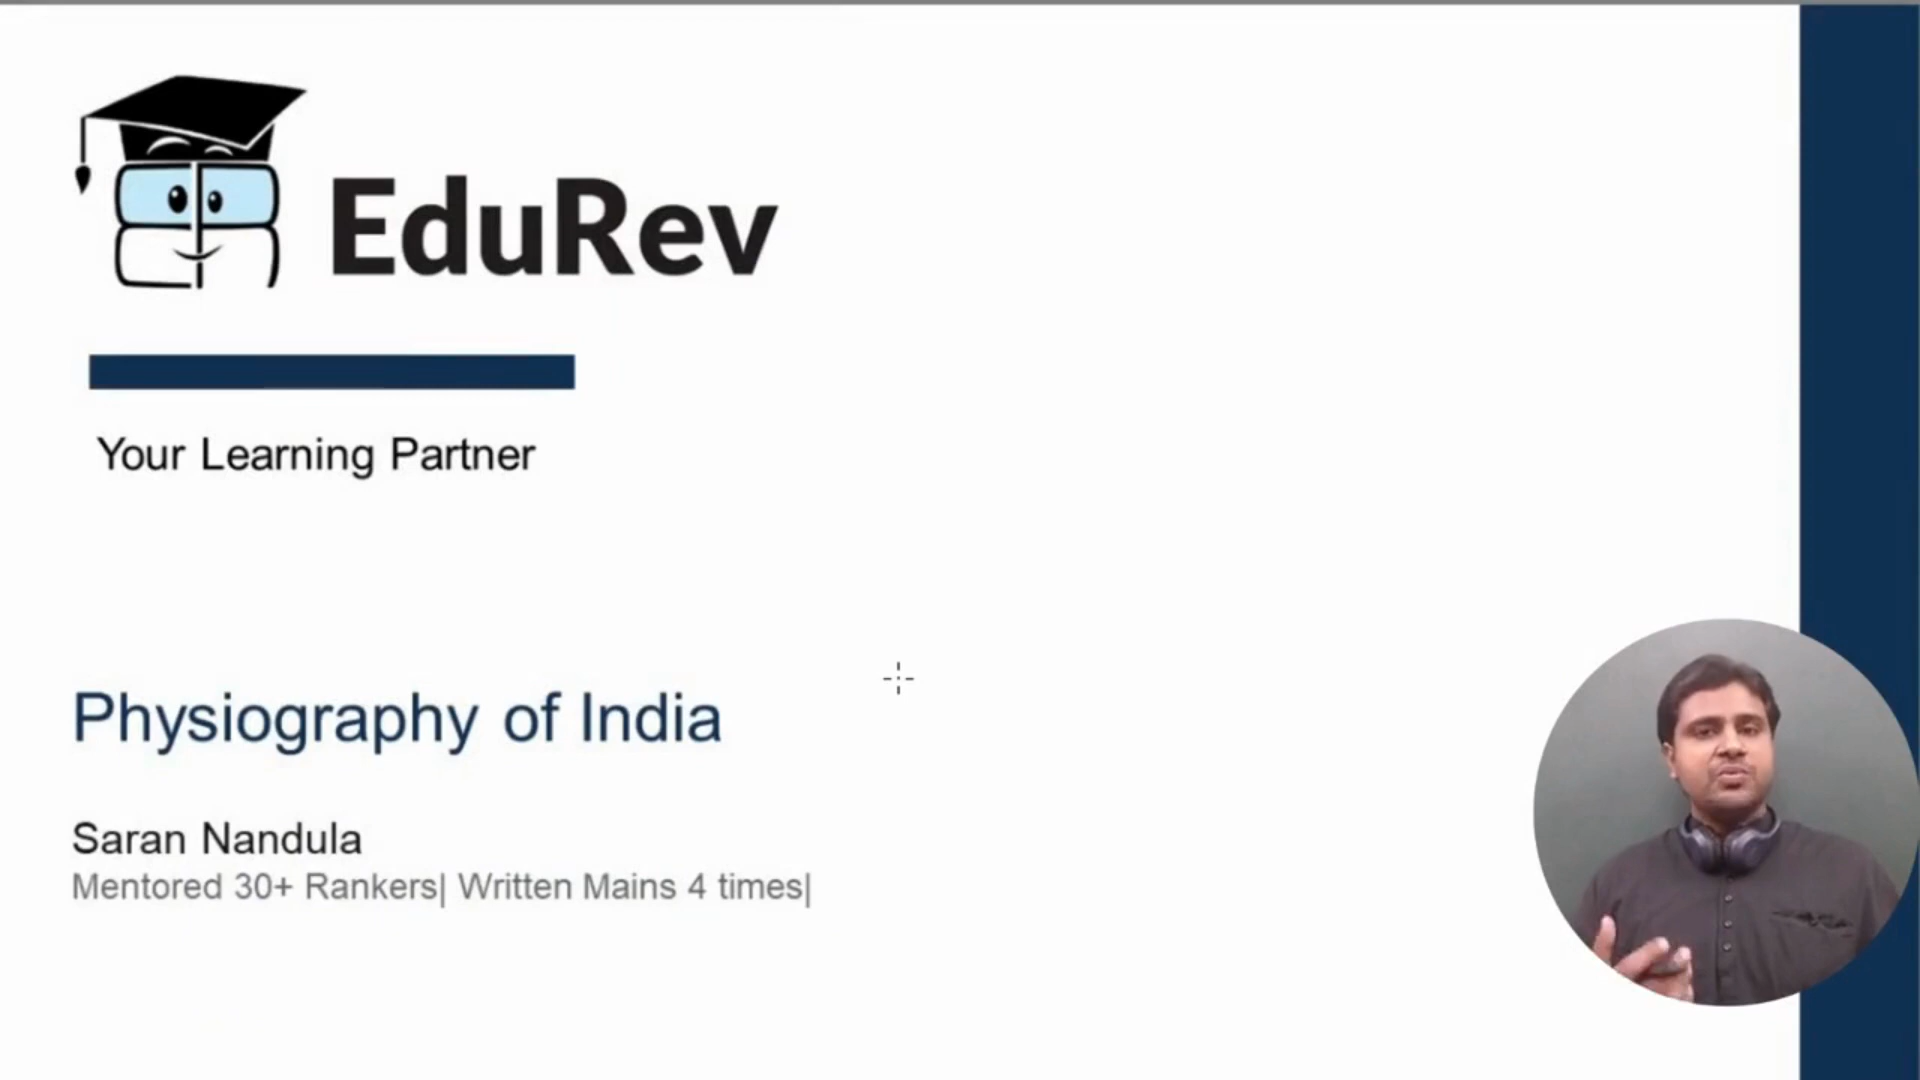 EduRev
Your Learning Partner
Physiography of India
Saran Nandula
Mentored 30+ Rankers| Written Mains 4 times|